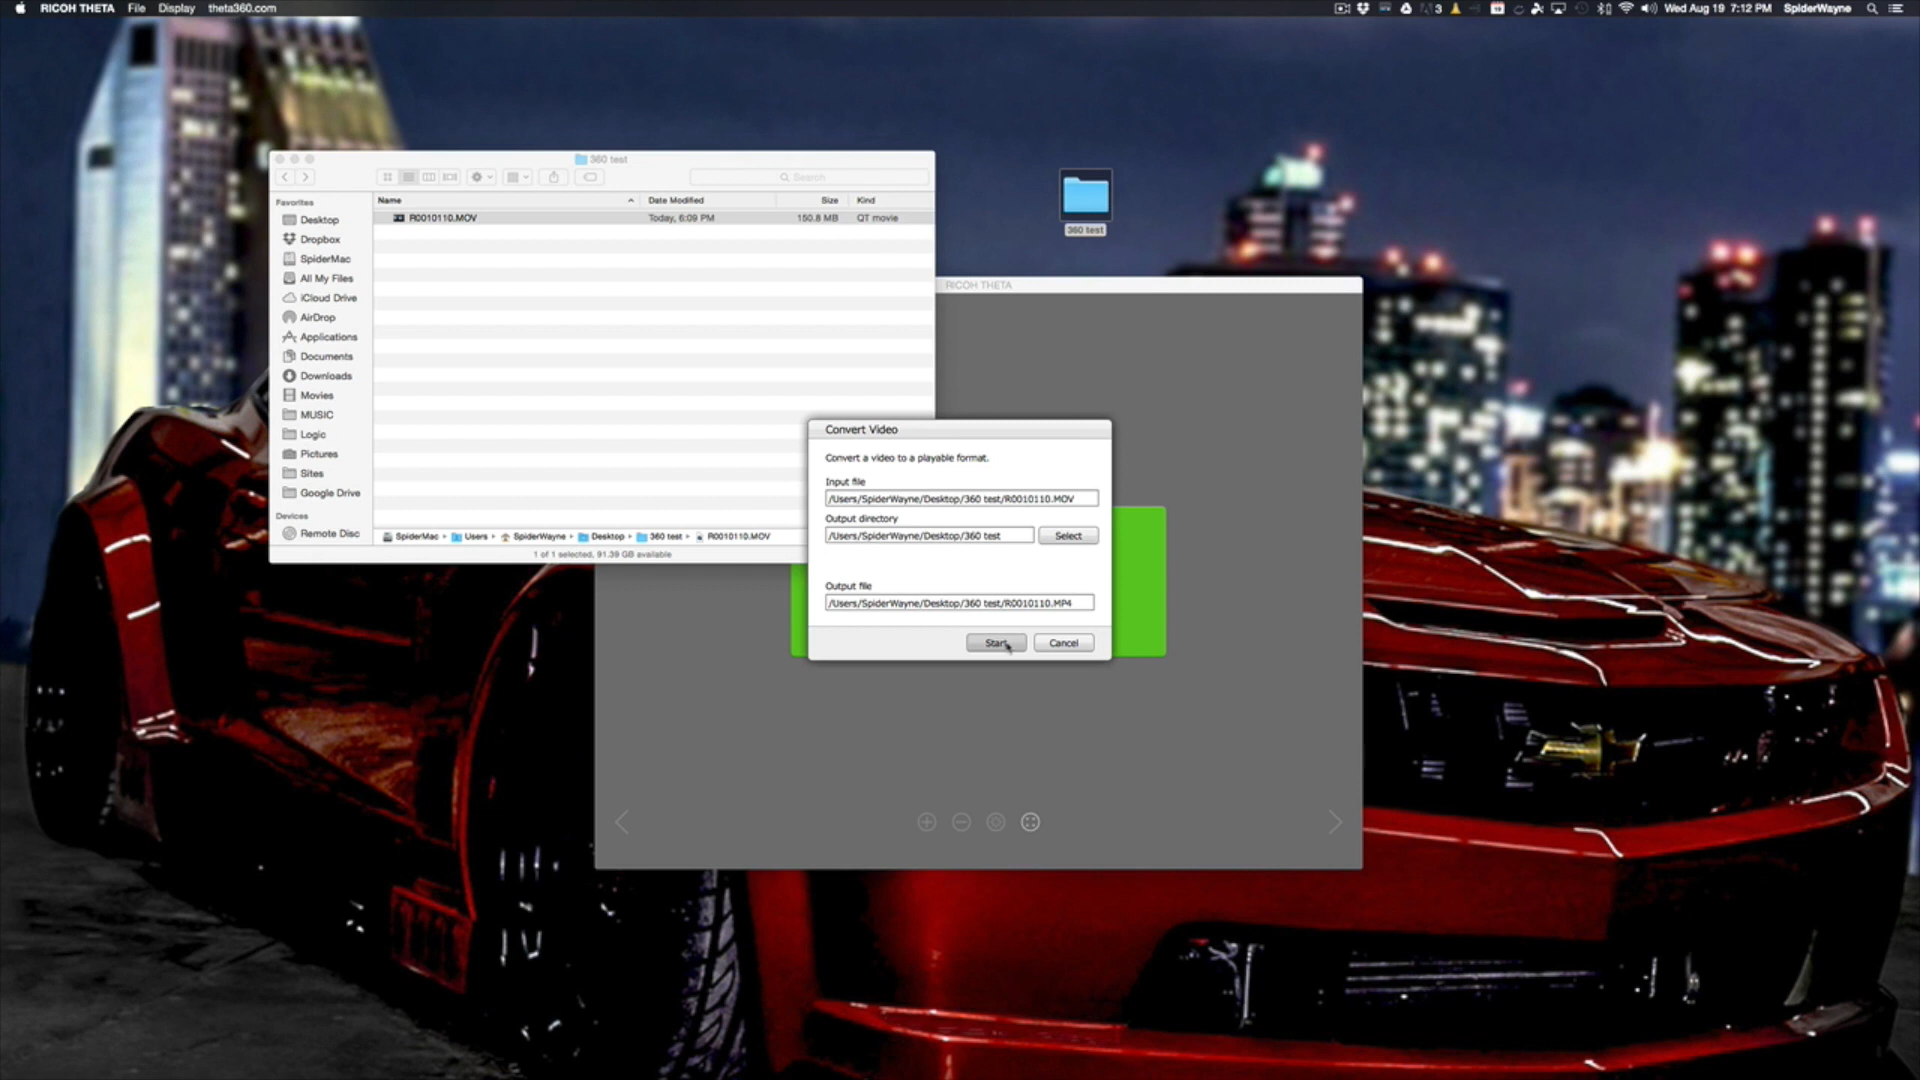 RICOH THETA File Display theta360.com
3 Wed Aug 19 7:12 PM SpiderWayne
360 test
Search
Favorites
Desktop
Dropbox
SpiderMac
All My Files
iCloud Drive
AirDrop
Applications
Documents
Downloads
Movies
MUSIC
Logic
Pictures
Sites
Google Drive
Devices
Remote Disc
Name Date Modified Size Kind
R0010110.MOV Today, 6:09 PM 150.8 MB QT movie
SpiderMac Users SpiderWayne Desktop 360 test R0010110.MOV
1 of 1 selected, 91.39 GB available
360 test
RICOH THETA
Convert Video
Convert a video to a playable format.
Input file
/Users/SpiderWayne/Desktop/360 test/R0010110.MOV
Output directory
/Users/SpiderWayne/Desktop/360 test
Select
Output file
/Users/SpiderWayne/Desktop/360 test/R0010110.MP4
Start
Cancel